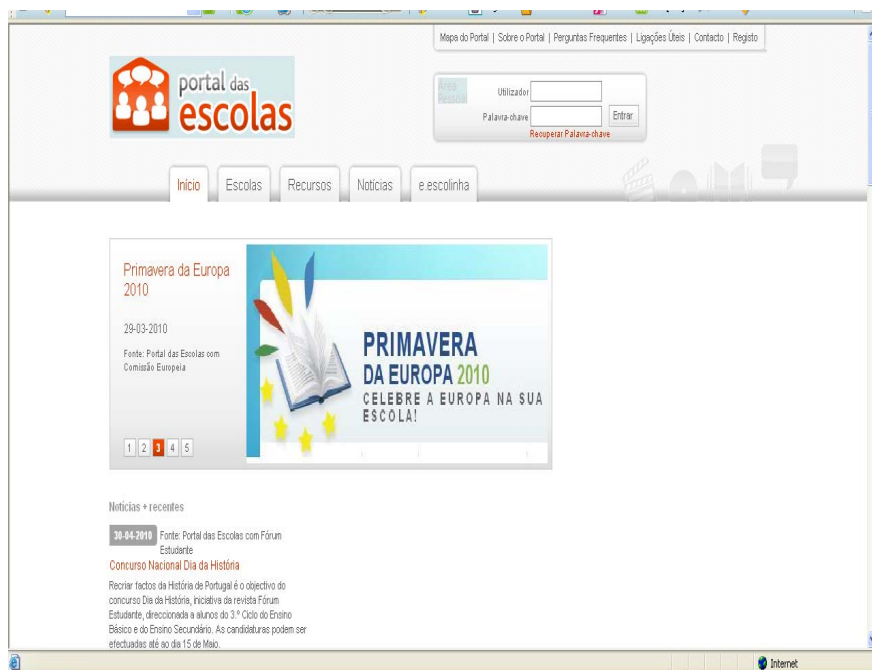 Mapa do Portal | Sobre o Portal | Perguntas Frequentes | Ligações Úteis | Contacto | Registo
portal das
escolas
Área
Pessoal
Utilizador
Palavra-chave
Entrar
Recuperar Palavra-chave
Início Escolas Recursos Notícias e.escolinha
Primavera da Europa
2010
29-03-2010
Fonte: Portal das Escolas com
Comissão Europeia
1 2 3 4 5
PRIMAVERA
DA EUROPA 2010
CELEBRE A EUROPA NA SUA
ESCOLA!
Notícias + recentes
30-04-2010 Fonte: Portal das Escolas com Fórum
Estudante
Concurso Nacional Dia da História
Recriar factos da História de Portugal é o objectivo do
concurso Dia da História, iniciativa da revista Fórum
Estudante, direccionada a alunos do 3.º Ciclo do Ensino
Básico e do Ensino Secundário. As candidaturas podem ser
efectuadas até ao dia 15 de Maio.
Internet